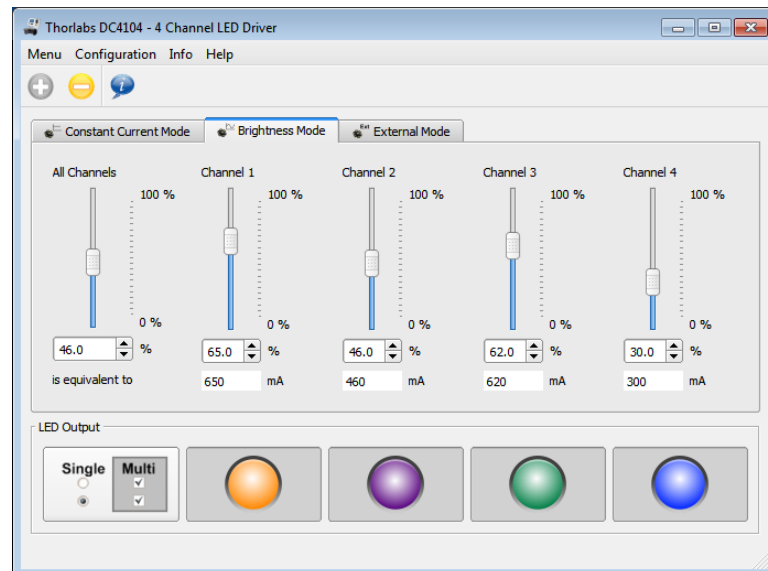 Thorlabs DC4104 - 4 Channel LED Driver
Menu Configuration Info Help
Constant Current Mode Brightness Mode Ext External Mode
All Channels Channel 1 Channel 2 Channel 3 Channel 4
100 % 100 % 100 % 100 % 100 %
0 % 0 % 0 % 0 % 0 %
46.0 % 65.0 % 46.0 % 62.0 % 30.0 %
is equivalent to 650 mA 460 mA 620 mA 300 mA
LED Output
Single Multi